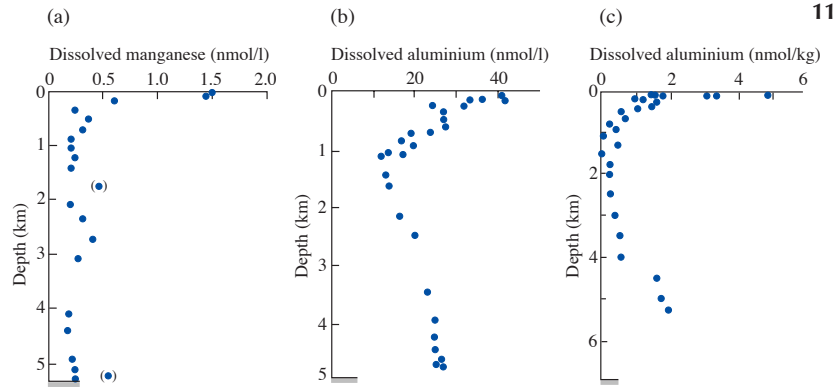 11
(a)
Dissolved manganese (nmol/l)
0 0.5 1.0 1.5 2.0
0
1
2
3
4
5
Depth (km)
( )
( )
(b)
Dissolved aluminium (nmol/l)
0 20 40
0
1
2
3
4
5
Depth (km)
(c)
Dissolved aluminium (nmol/kg)
0 2 4 6
0
2
4
6
Depth (km)